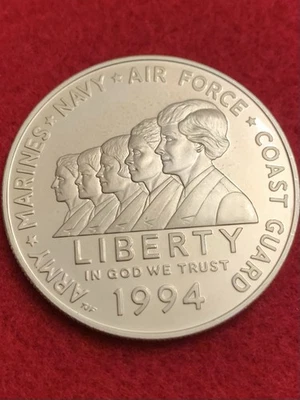 ARMY ★ MARINES ★ NAVY ★ AIR FORCE ★ COAST GUARD ★
LIBERTY
IN GOD WE TRUST
1994